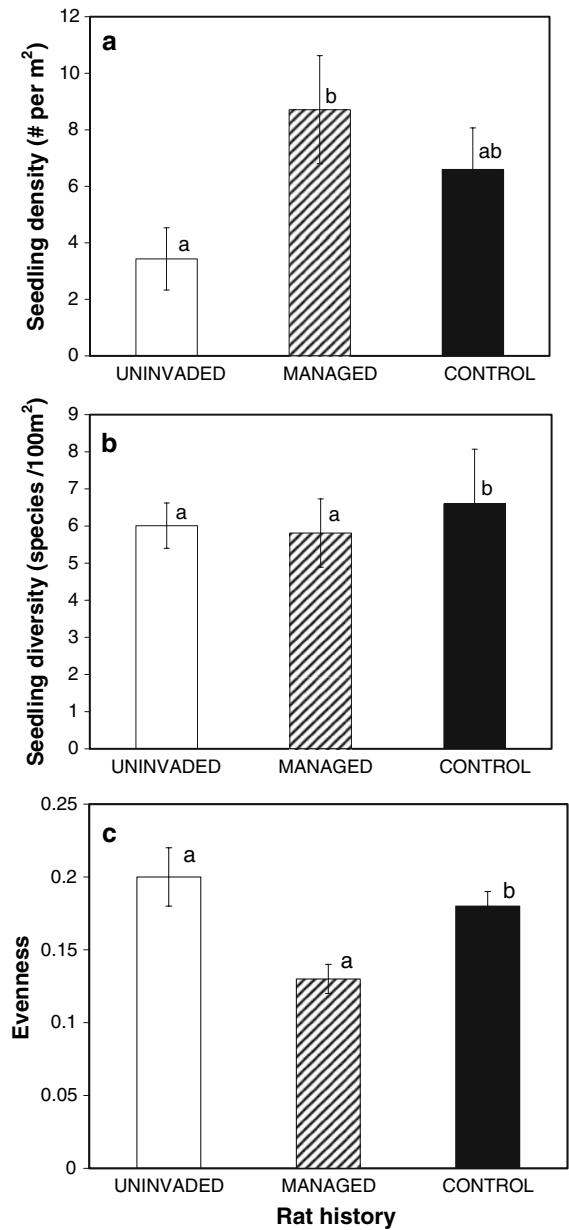 a
Seedling density (# per m²)
12
10
8
6
4
2
0
a
b
ab
UNINVADED MANAGED CONTROL
b
Seedling diversity (species /100m²)
9
8
7
6
5
4
3
2
1
0
a
a
b
UNINVADED MANAGED CONTROL
c
Evenness
0.25
0.2
0.15
0.1
0.05
0
a
a
b
UNINVADED MANAGED CONTROL
Rat history